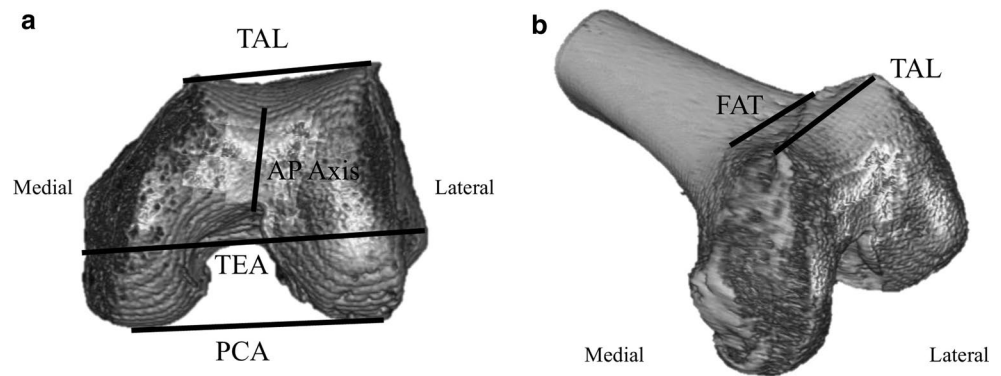 a
TAL
AP Axis
Medial
Lateral
TEA
PCA
b
TAL
FAT
Medial
Lateral